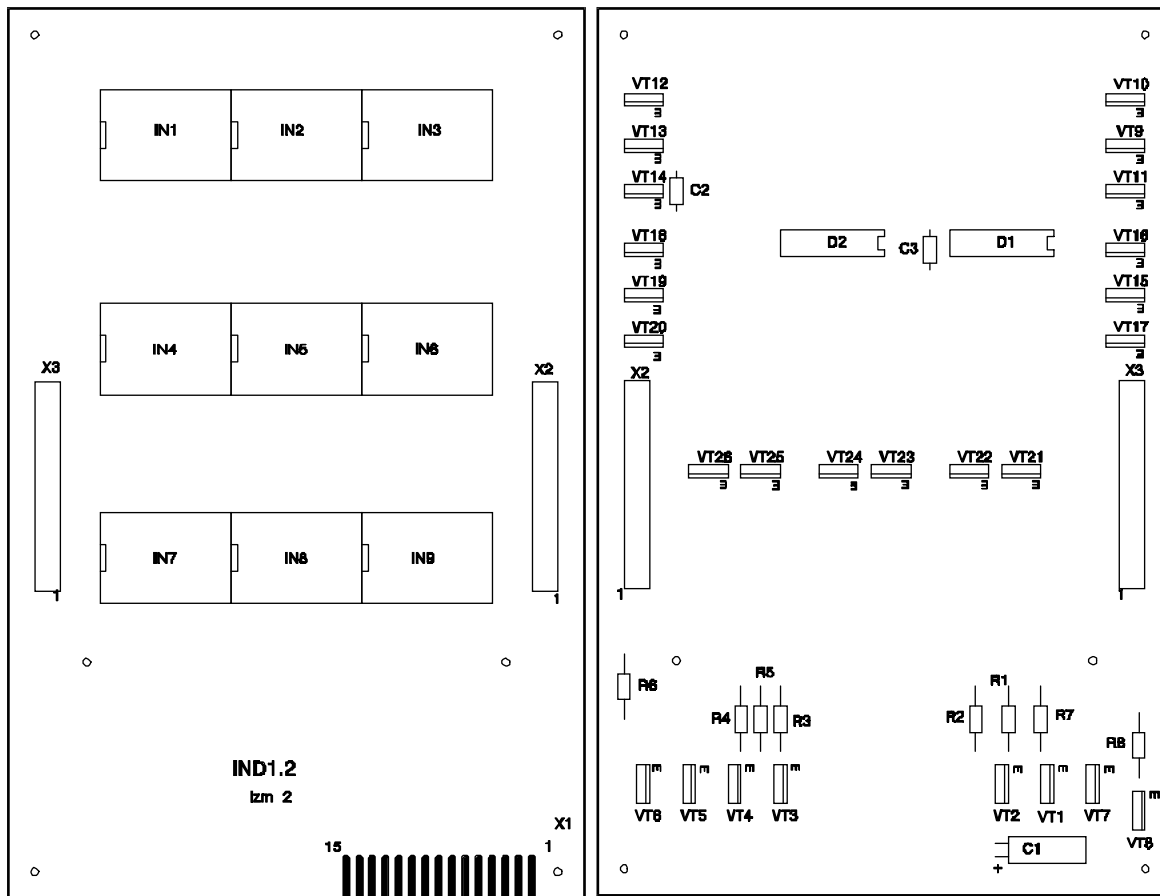 IN1 IN2 IN3
IN4 IN5 IN6
X3 X2
IN7 IN8 IN9
1 1
IND1.2
Izm 2
X1
15 1
VT12 VT10
E E
VT13 VT9
E E
VT14 C2 VT11
E E
VT18 D2 C3 D1 VT16
E E
VT19 VT15
E E
VT20 VT17
E E
X2 X3
VT26 VT25 VT24 VT23 VT22 VT21
E E E E E E
1 1
R6 R5 R1
R4 R3 R2 R7
R8
E E E E E E E
E
VT6 VT5 VT4 VT3 VT2 VT1 VT7
VT8
C1
+